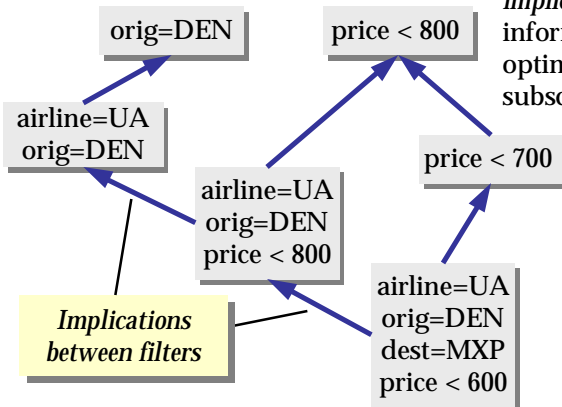 orig=DEN
price < 800
airline=UA
orig=DEN
price < 700
airline=UA
orig=DEN
price < 800
airline=UA
orig=DEN
dest=MXP
price < 600
Implications
between filters